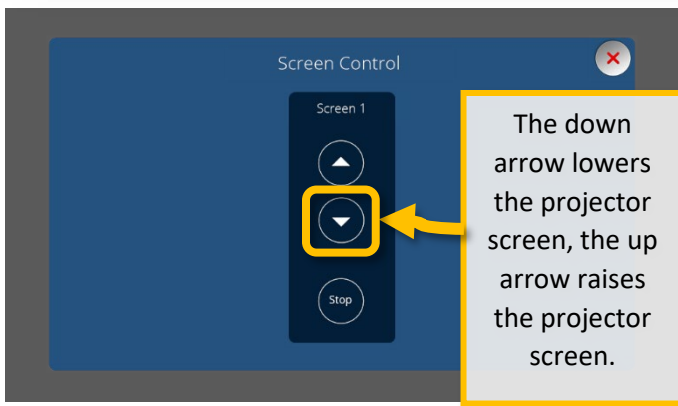 Screen Control
Screen 1
Stop
The down
arrow lowers
the projector
screen, the up
arrow raises
the projector
screen.